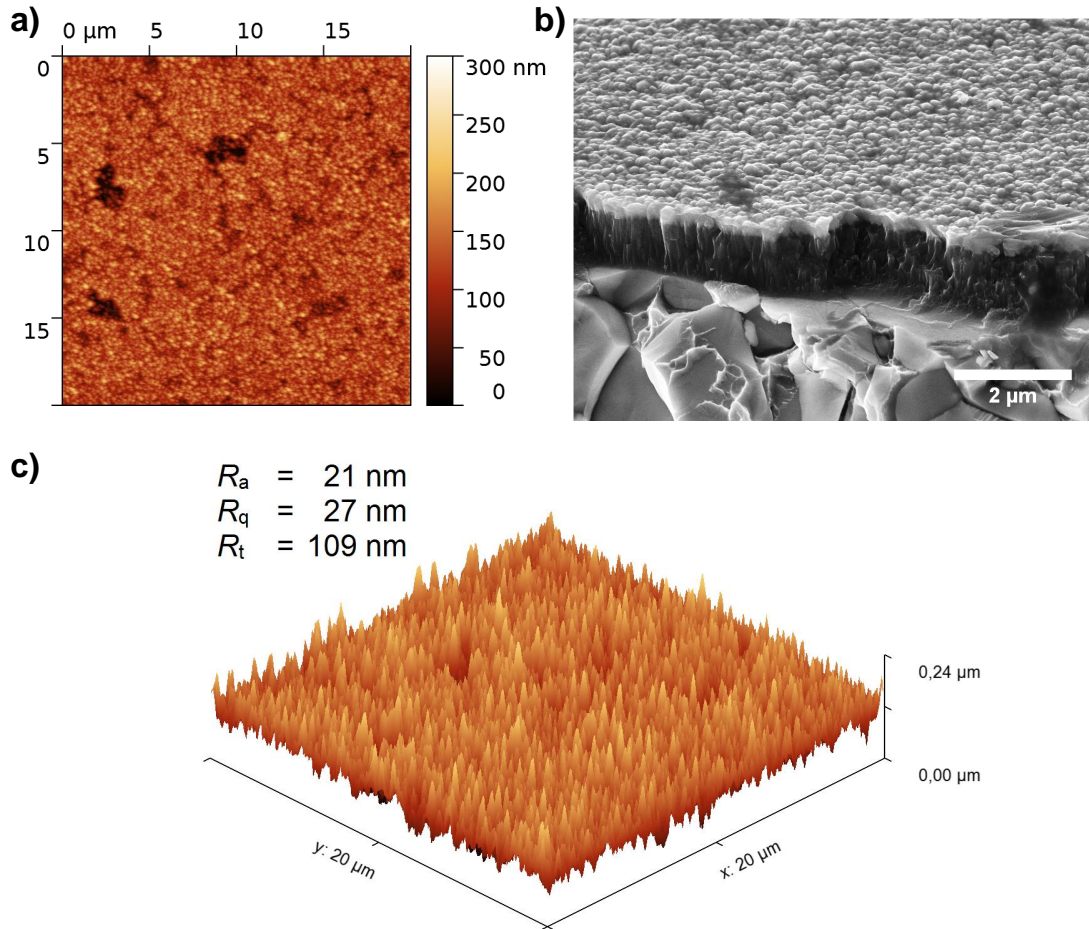 a)
0 µm 5 10 15
0
5
10
15
300 nm
250
200
150
100
50
0
b)
2 µm
c)
Ra = 21 nm
Rq = 27 nm
Rt = 109 nm
0,24 µm
0,00 µm
y: 20 µm
x: 20 µm